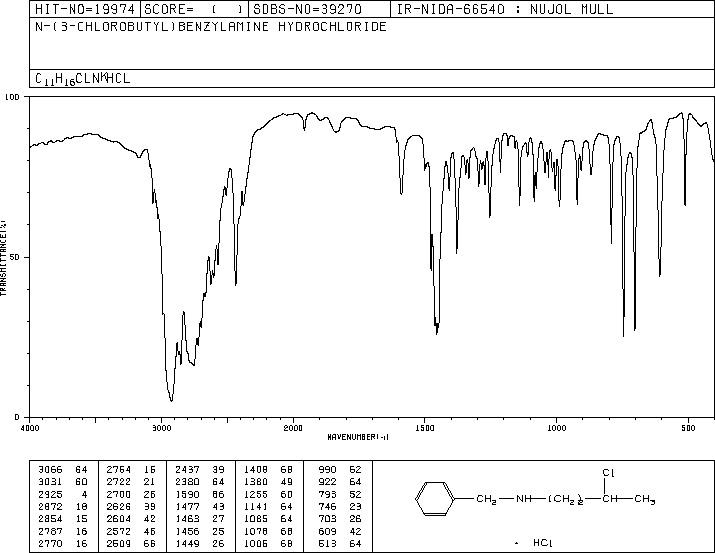 HIT-NO=19974 SCORE= ( ) SDBS-NO=39270 IR-NIDA-66540 : NUJOL MULL
N-(3-CHLOROBUTYL)BENZYLAMINE HYDROCHLORIDE
C11H16CLN*HCL
100
50
0
TRANSMITTANCE(%)
4000 3000 2000 1500 1000 500
WAVENUMBER(-1)
3066 64 2764 16 2437 39 1408 68 990 62
3031 60 2722 21 2380 64 1380 49 922 64
2925 4 2700 26 1590 66 1255 60 793 52
2872 18 2626 39 1477 43 1141 64 746 23
2854 15 2604 42 1463 27 1085 64 703 26
2787 16 2572 46 1456 25 1078 68 609 42
2770 16 2509 68 1449 26 1006 68 513 64
Cl
CH2 NH (CH2)2 CH CH3
• HCl